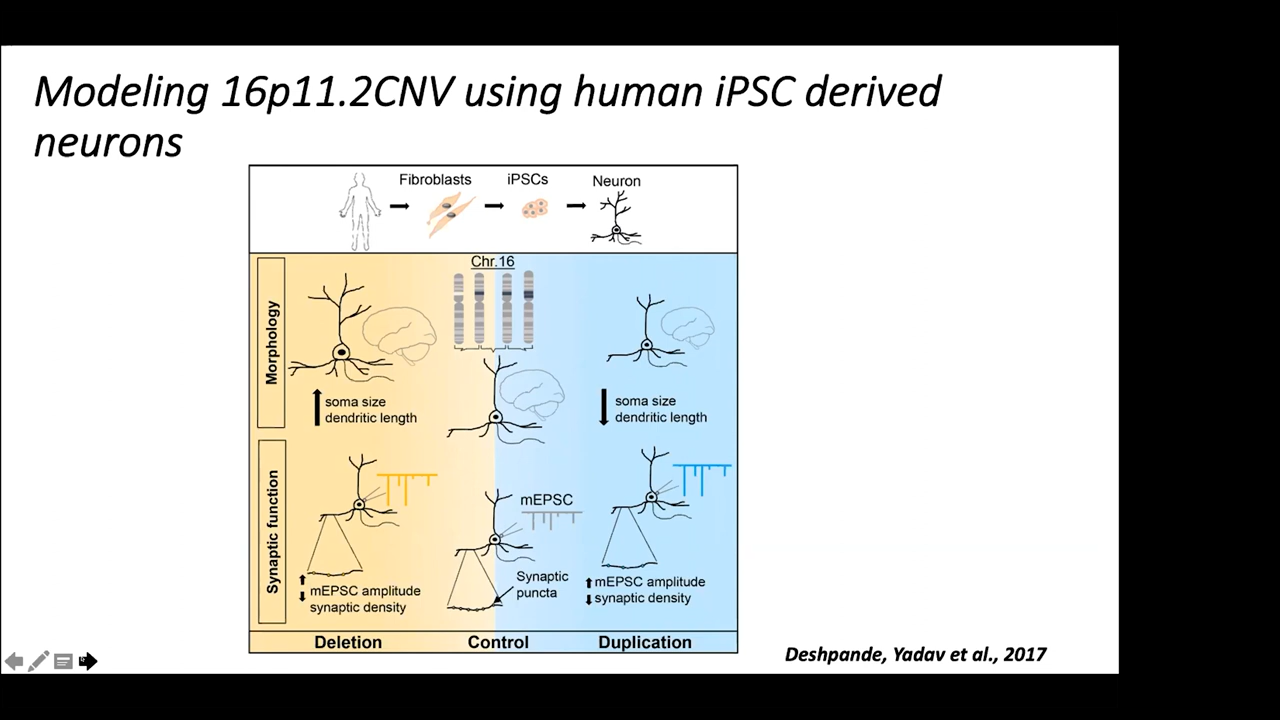 Modeling 16p11.2CNV using human iPSC derived
neurons
Fibroblasts
iPSCs
Neuron
Chr.16
Morphology
soma size
dendritic length
soma size
dendritic length
Synaptic function
mEPSC
Synaptic
puncta
mEPSC amplitude
synaptic density
mEPSC amplitude
synaptic density
Deletion
Control
Duplication
Deshpande, Yadav et al., 2017